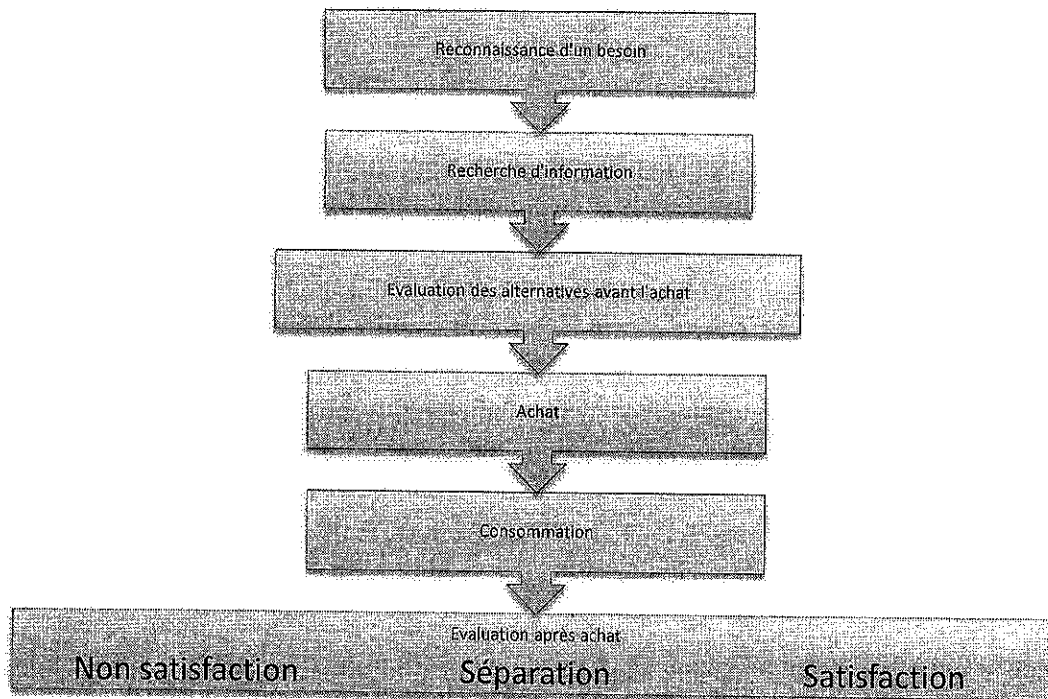 Reconnaissance d'un besoin
Recherche d'information
Evaluation des alternatives avant l'achat
Achat
Consommation
Evaluation après achat
Non satisfaction Séparation Satisfaction